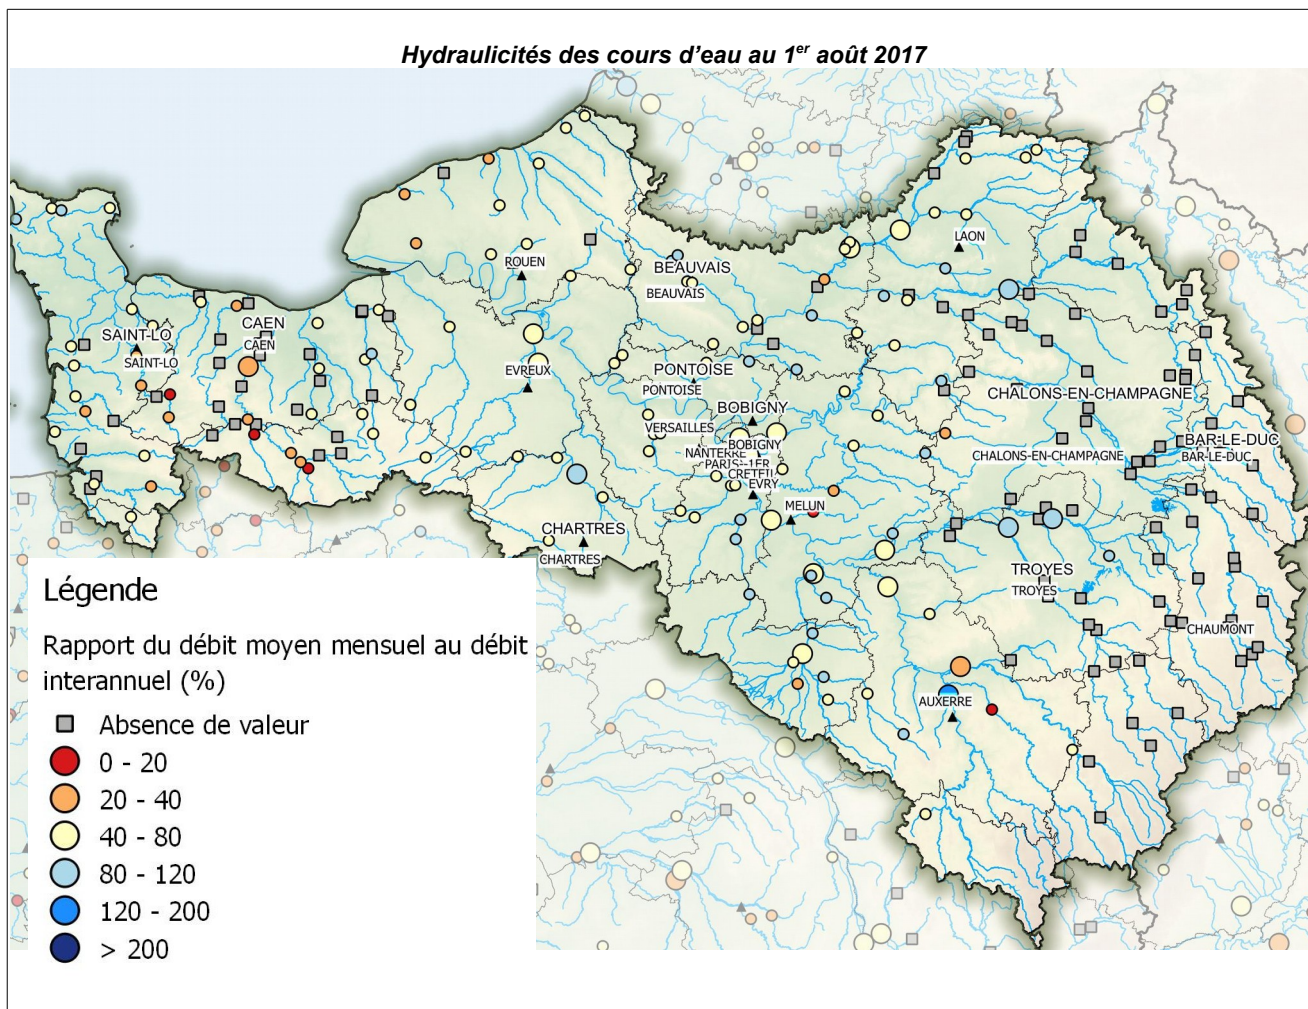 Hydraulicités des cours d'eau au 1er août 2017
LAON
ROUEN
BEAUVAIS
BEAUVAIS
CAEN
CAEN
SAINT-LO
SAINT-LO
EVREUX
PONTOISE
PONTOISE
CHALONS-EN-CHAMPAGNE
BOBIGNY
VERSAILLES
BOBIGNY
NANTERRE
PARIS-1ER
CRETEIL
EVRY
BAR-LE-DUC
BAR-LE-DUC
CHALONS-EN-CHAMPAGNE
MELUN
CHARTRES
CHARTRES
TROYES
TROYES
CHAUMONT
AUXERRE
Légende
Rapport du débit moyen mensuel au débit
interannuel (%)
Absence de valeur
0 - 20
20 - 40
40 - 80
80 - 120
120 - 200
> 200